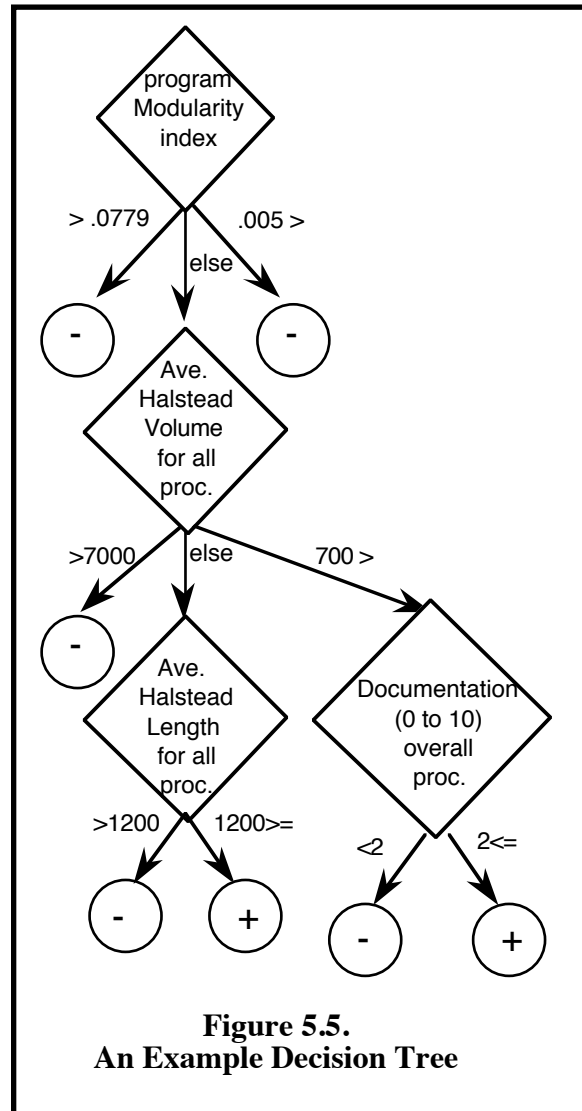 program
Modularity
index
> .0779
.005 >
else
-
-
Ave.
Halstead
Volume
for all
proc.
>7000
else
700 >
-
Ave.
Halstead
Length
for all
proc.
Documentation
(0 to 10)
overall
proc.
>1200
1200>=
<2
2<=
-
+
-
+
Figure 5.5.
An Example Decision Tree